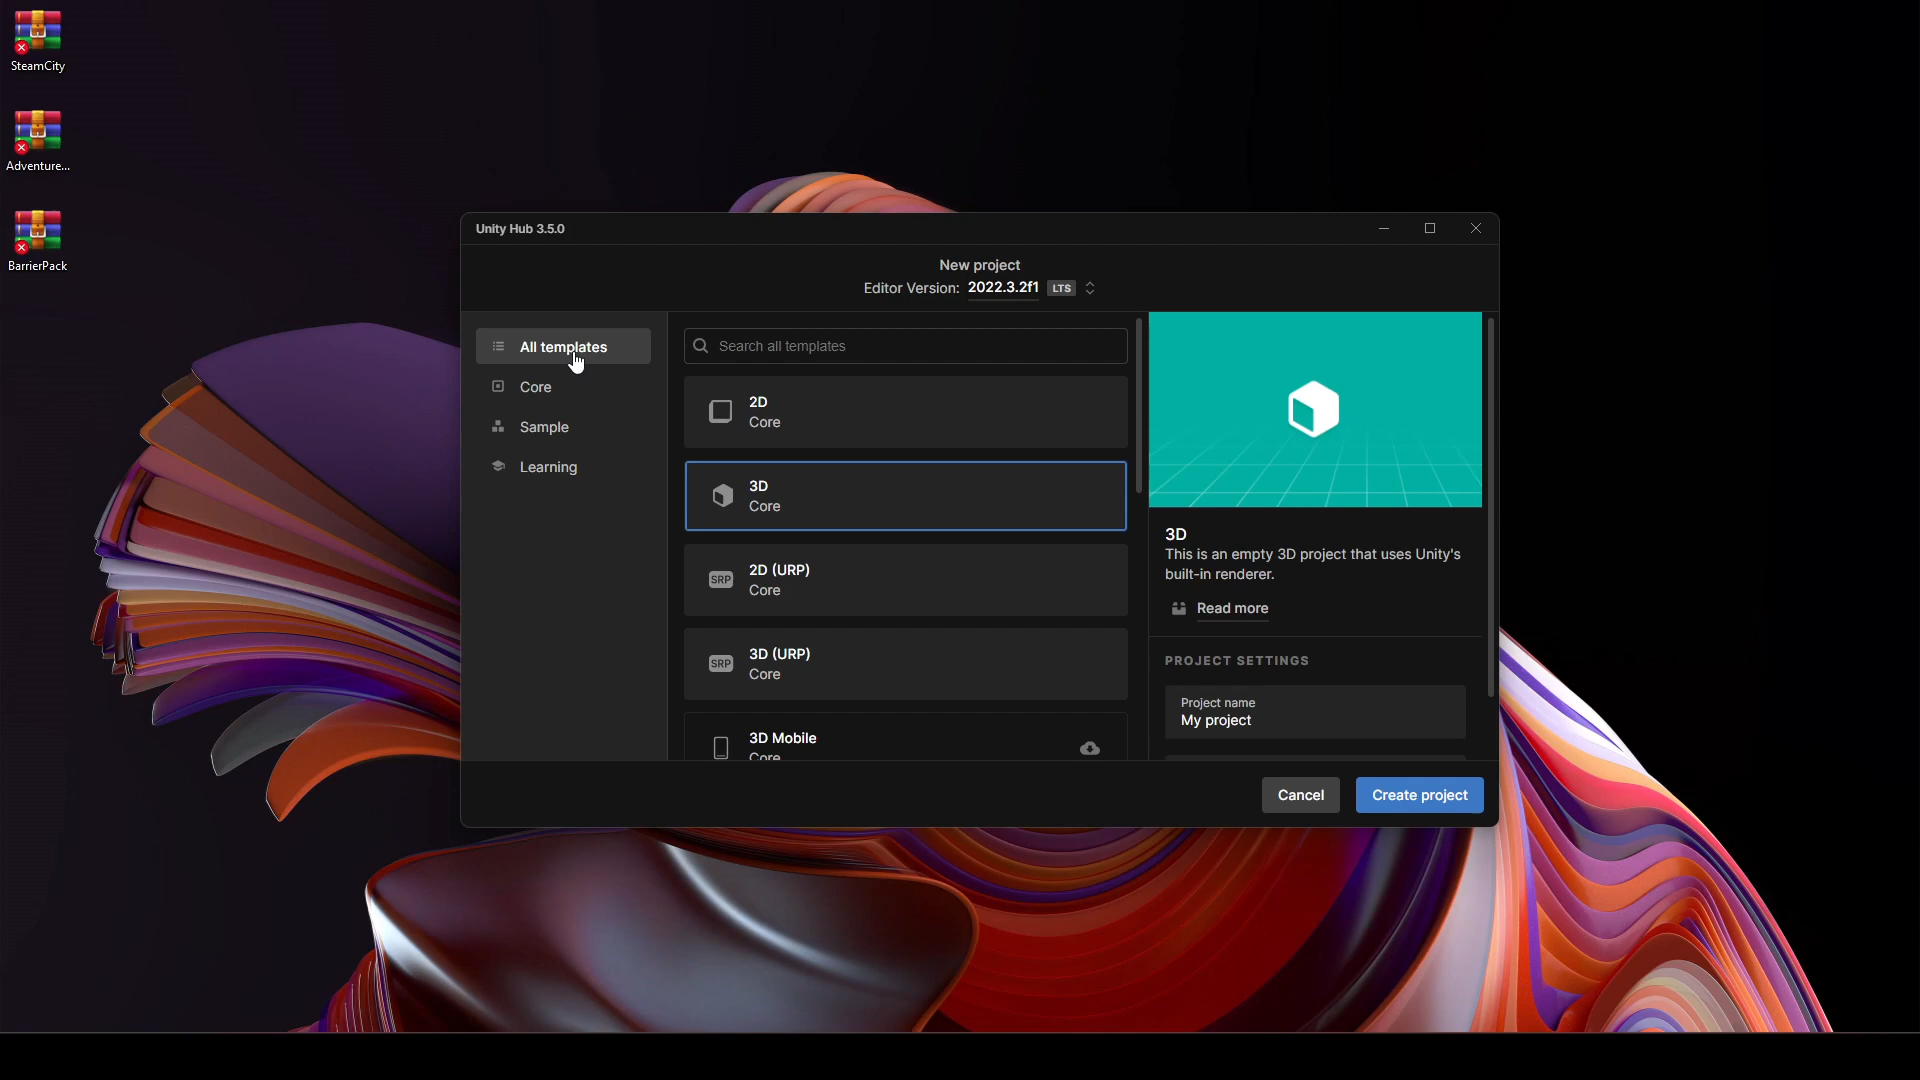 SteamCity
Adventure...
BarrierPack
Unity Hub 3.5.0
New project
Editor Version: 2022.3.2f1 LTS
All templates
Core
Sample
Learning
Search all templates
2D
Core
3D
Core
SRP
2D (URP)
Core
SRP
3D (URP)
Core
3D Mobile
Core
3D
This is an empty 3D project that uses Unity's
built-in renderer.
Read more
PROJECT SETTINGS
Project name
My project
Cancel
Create project